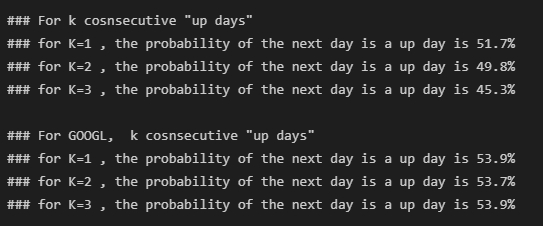 ### For k cosnsecutive "up days"
### for K=1 , the probability of the next day is a up day is 51.7%
### for K=2 , the probability of the next day is a up day is 49.8%
### for K=3 , the probability of the next day is a up day is 45.3%
### For GOOGL,  k cosnsecutive "up days"
### for K=1 , the probability of the next day is a up day is 53.9%
### for K=2 , the probability of the next day is a up day is 53.7%
### for K=3 , the probability of the next day is a up day is 53.9%